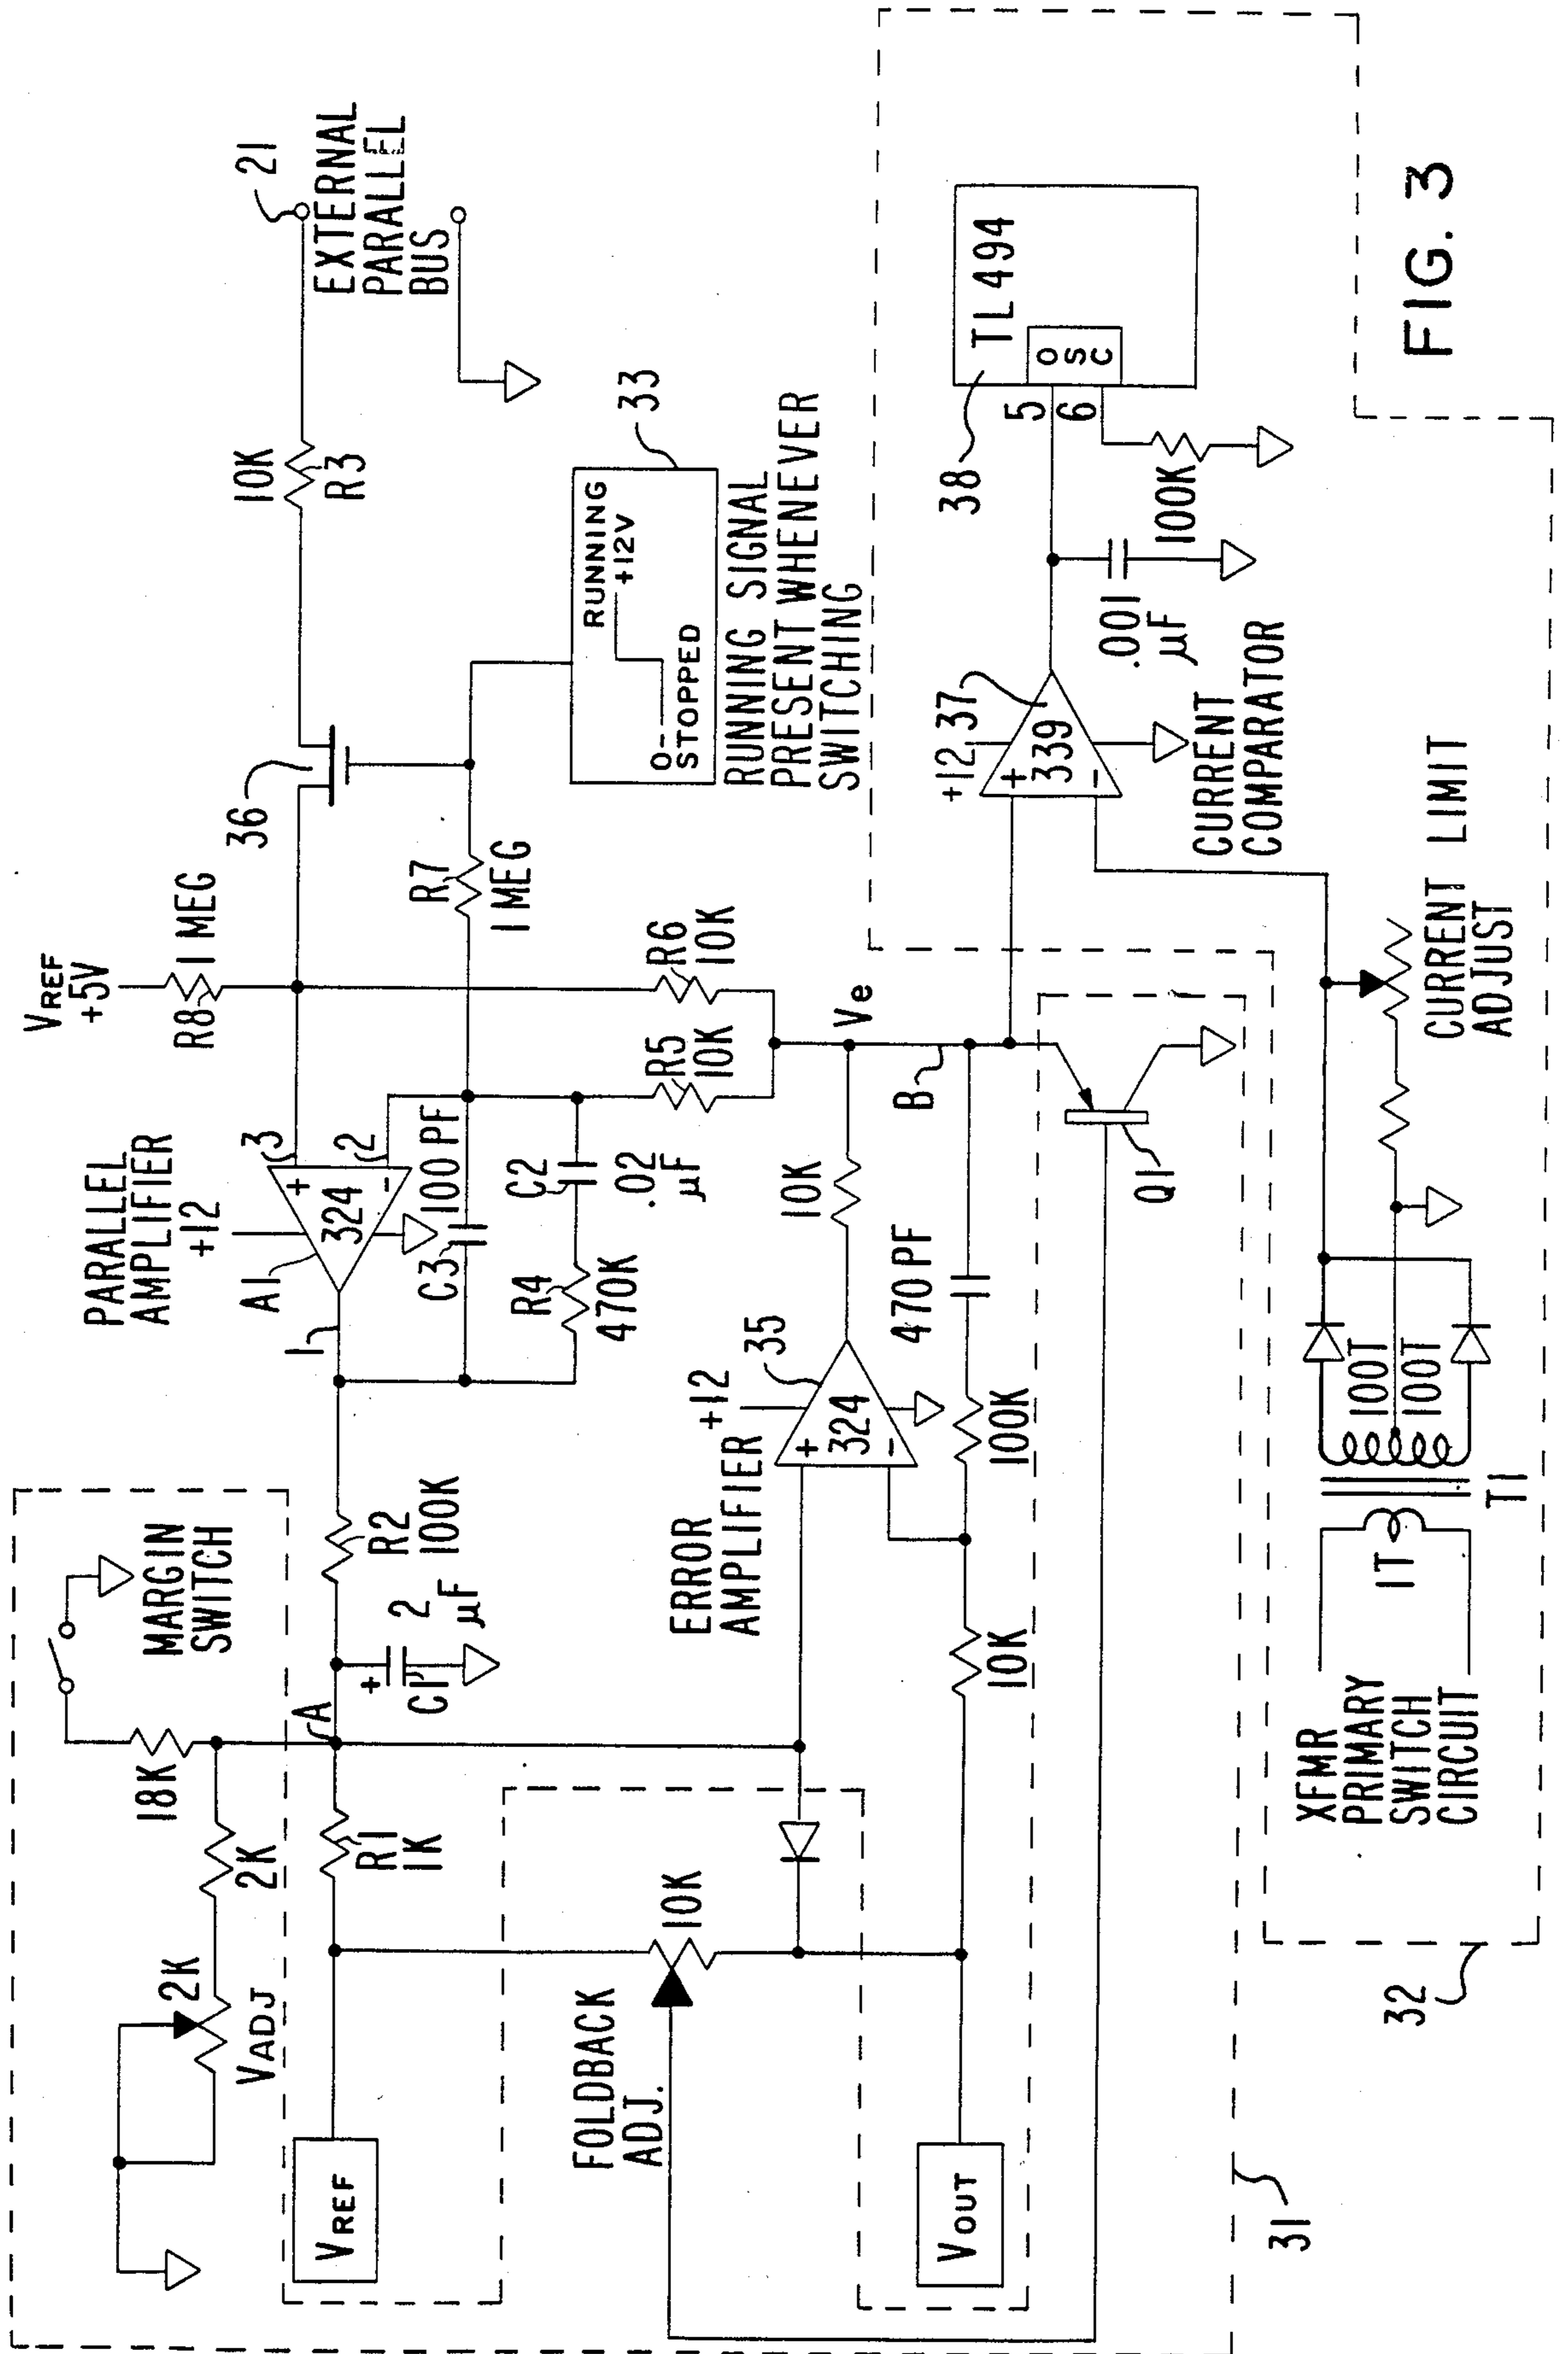 21
EXTERNAL
PARALLEL
BUS
10K
R3
36
VREF
+5V
R8
1 MEG
R7
1 MEG
RUNNING
+12V
0-
STOPPED
33
RUNNING SIGNAL
PRESENT WHENEVER
SWITCHING
PARALLEL
AMPLIFIER
+12
A1
3
+
324
-
2
1
C3
100 PF
C2
.02
µF
R4
470K
R5
10K
R6
10K
MARGIN
SWITCH
18K
2K
2K
VADJ
A
R1
1K
R2
100K
+
C1
2
µF
VREF
FOLDBACK
ADJ.
10K
ERROR
AMPLIFIER
+12
35
+
324
-
10K
Ve
B
470 PF
100K
10K
VOUT
Q1
31
+12
37
+
339
-
CURRENT
COMPARATOR
.001
µF
38
TL494
OSC
5
6
100K
CURRENT LIMIT
ADJUST
100T
100T
T1
1T
XFMR
PRIMARY
SWITCH
CIRCUIT
32
FIG. 3